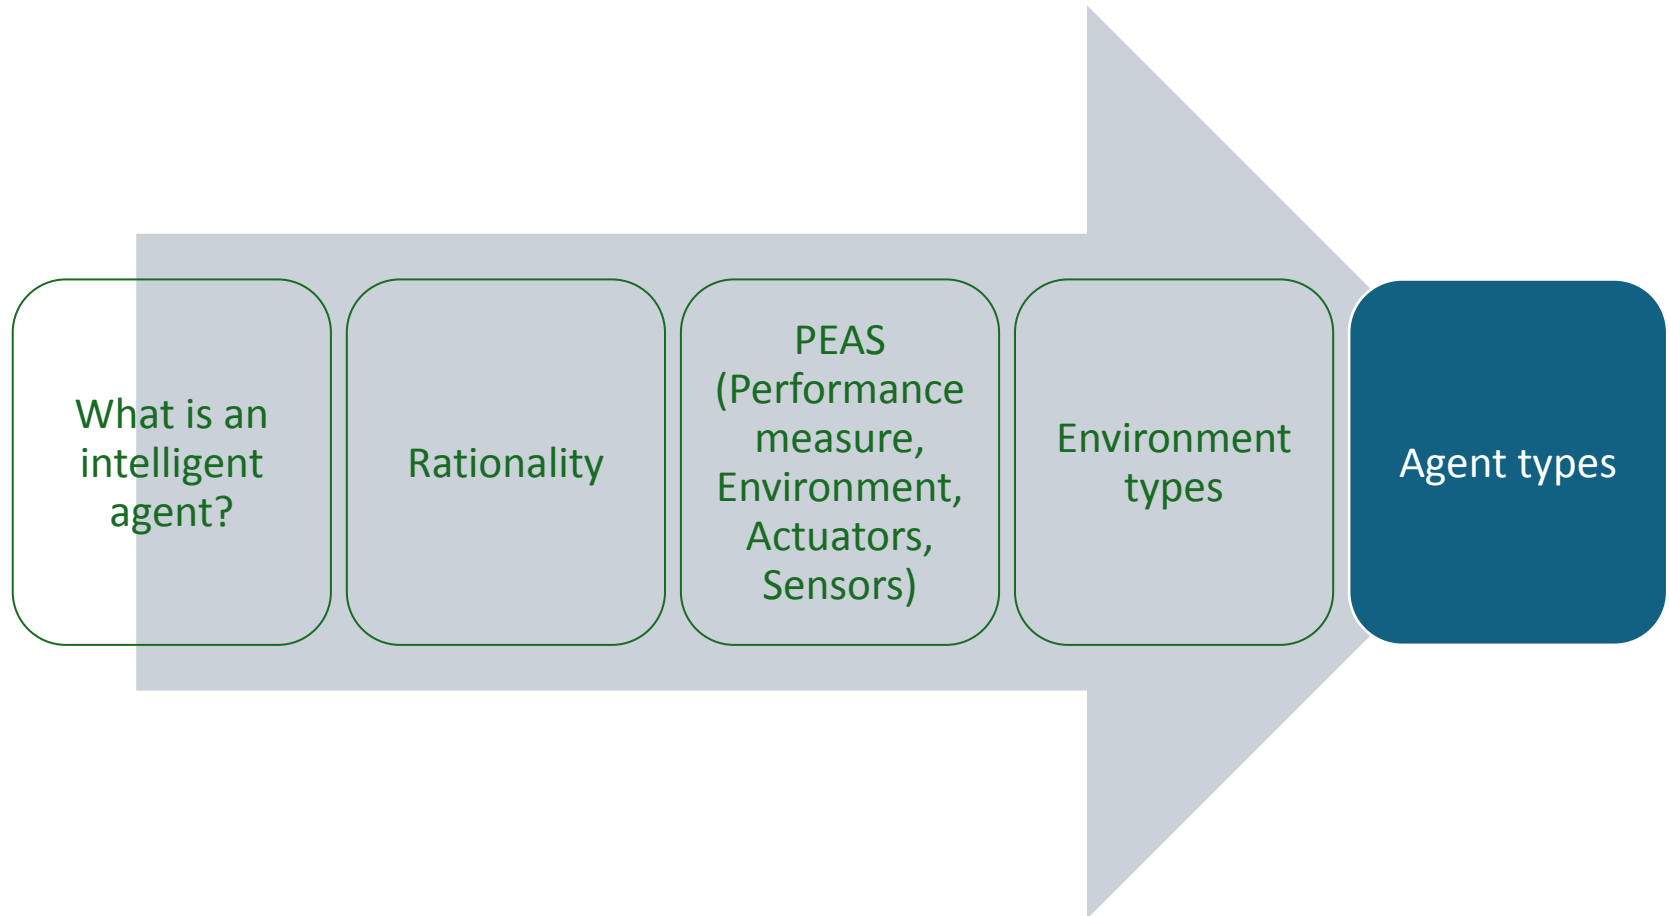 What is an
intelligent
agent?
Rationality
PEAS
(Performance
measure,
Environment,
Actuators,
Sensors)
Environment
types
Agent types